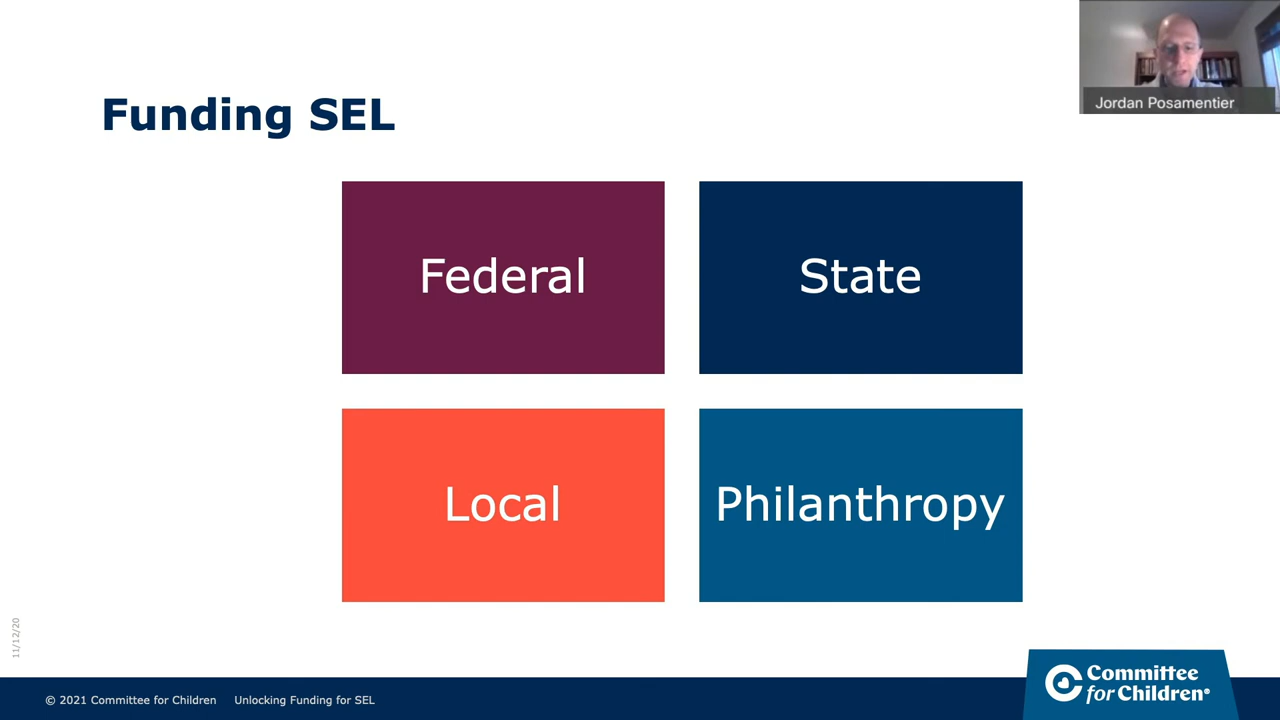 Jordan Posamentier
Funding SEL
Federal
State
Local
Philanthropy
11/12/20
© 2021 Committee for Children Unlocking Funding for SEL
Committee
for Children®